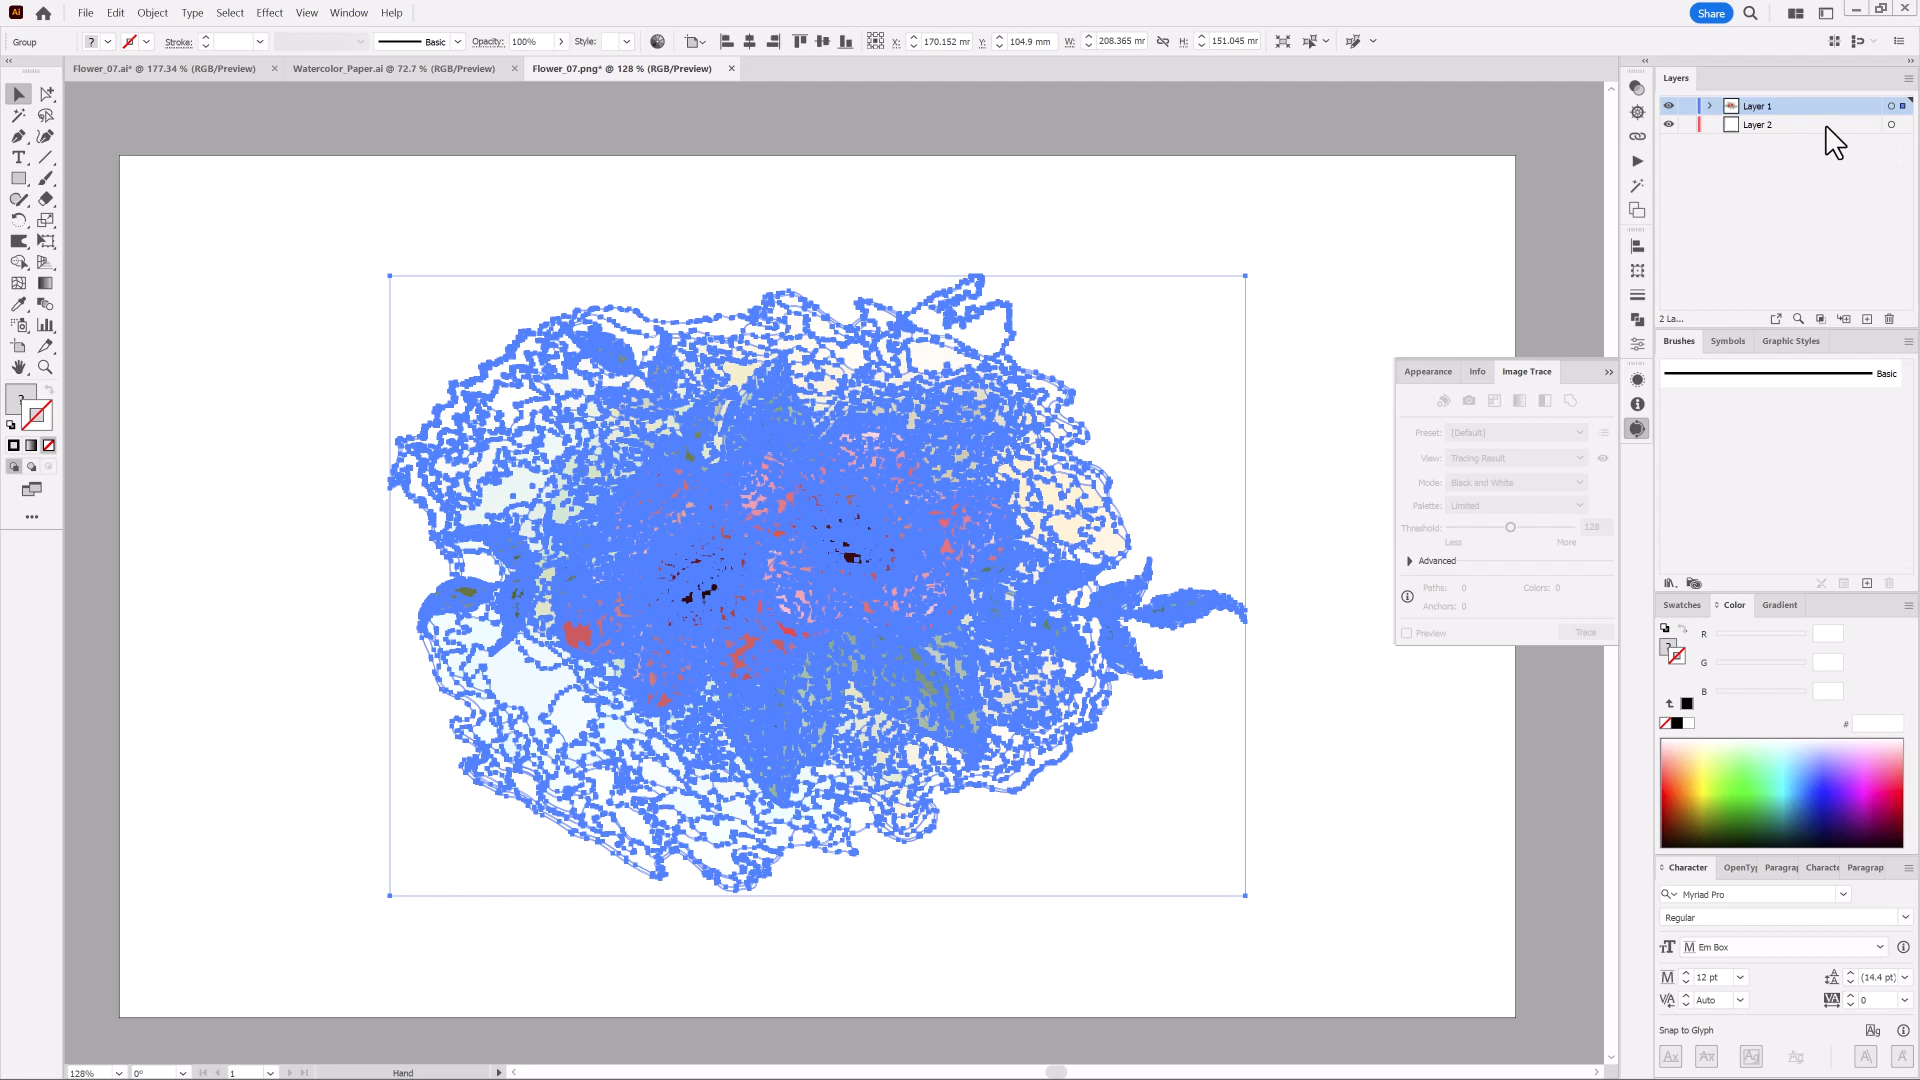 Ai File Edit Object Type Select Effect View Window Help Share
Group ? Stroke: Basic Opacity: 100% Style: X: 170.152 mr Y: 104.9 mm W: 208.365 mr H: 151.045 mr
Flower_07.ai* @ 177.34 % (RGB/Preview) Watercolor_Paper.ai @ 72.7 % (RGB/Preview) Flower_07.png* @ 128 % (RGB/Preview)
Layers
Layer 1
Layer 2
2 La...
Brushes Symbols Graphic Styles
Basic
Appearance Info Image Trace
Preset: [Default]
View: Tracing Result
Mode: Black and White
Palette: Limited
Threshold: 128
Less More
Advanced
Paths: 0 Colors: 0
Anchors: 0
Preview Trace
Swatches Color Gradient
R
G
B
#
Character OpenTy Paragra Characte Paragrap
Myriad Pro
Regular
Em Box
12 pt (14.4 pt)
Auto 0
Snap to Glyph
128% 0° 1 Hand